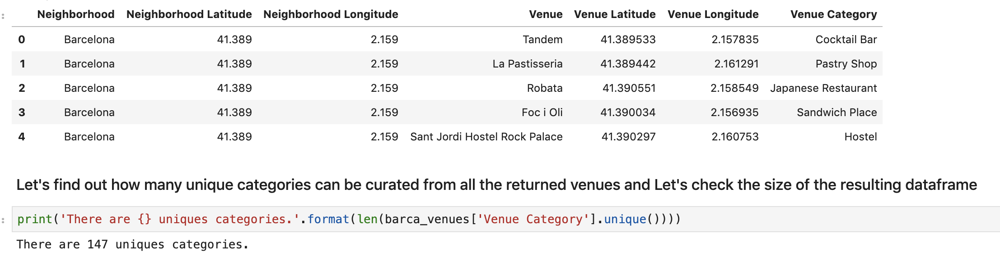 Neighborhood Neighborhood Latitude Neighborhood Longitude Venue Venue Latitude Venue Longitude Venue Category
0 Barcelona 41.389 2.159 Tandem 41.389533 2.157835 Cocktail Bar
1 Barcelona 41.389 2.159 La Pastisseria 41.389442 2.161291 Pastry Shop
2 Barcelona 41.389 2.159 Robata 41.390551 2.158549 Japanese Restaurant
3 Barcelona 41.389 2.159 Foc i Oli 41.390034 2.156935 Sandwich Place
4 Barcelona 41.389 2.159 Sant Jordi Hostel Rock Palace 41.390297 2.160753 Hostel
Let's find out how many unique categories can be curated from all the returned venues and Let's check the size of the resulting dataframe
print('There are {} uniques categories.'.format(len(barca_venues['Venue Category'].unique())))
There are 147 uniques categories.